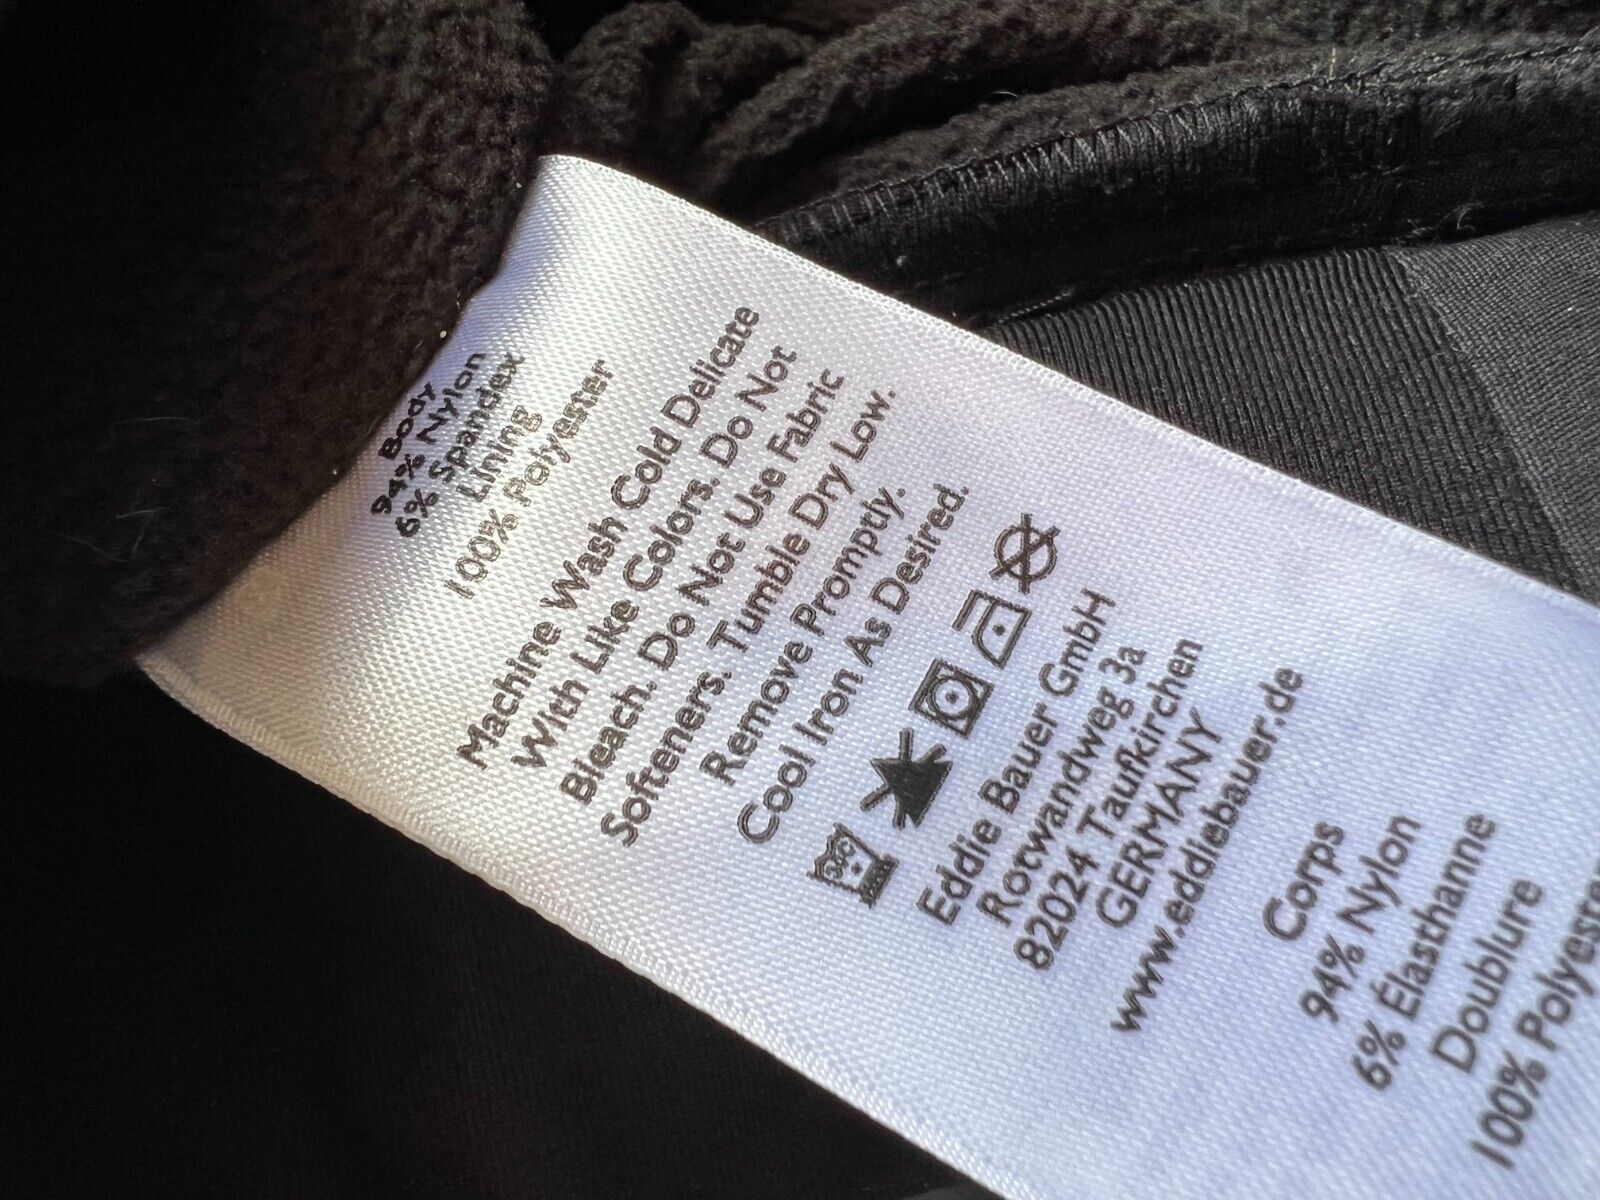 Body
94% Nylon
6% Spandex
Lining
100% Polyester
Machine Wash Cold Delicate
With Like Colors. Do Not
Bleach. Do Not Use Fabric
Softeners. Tumble Dry Low.
Remove Promptly.
Cool Iron As Desired.
30
Eddie Bauer GmbH
Rotwandweg 3a
82024 Taufkirchen
GERMANY
www.eddiebauer.de
Corps
94% Nylon
6% Élasthanne
Doublure
100% Polyester